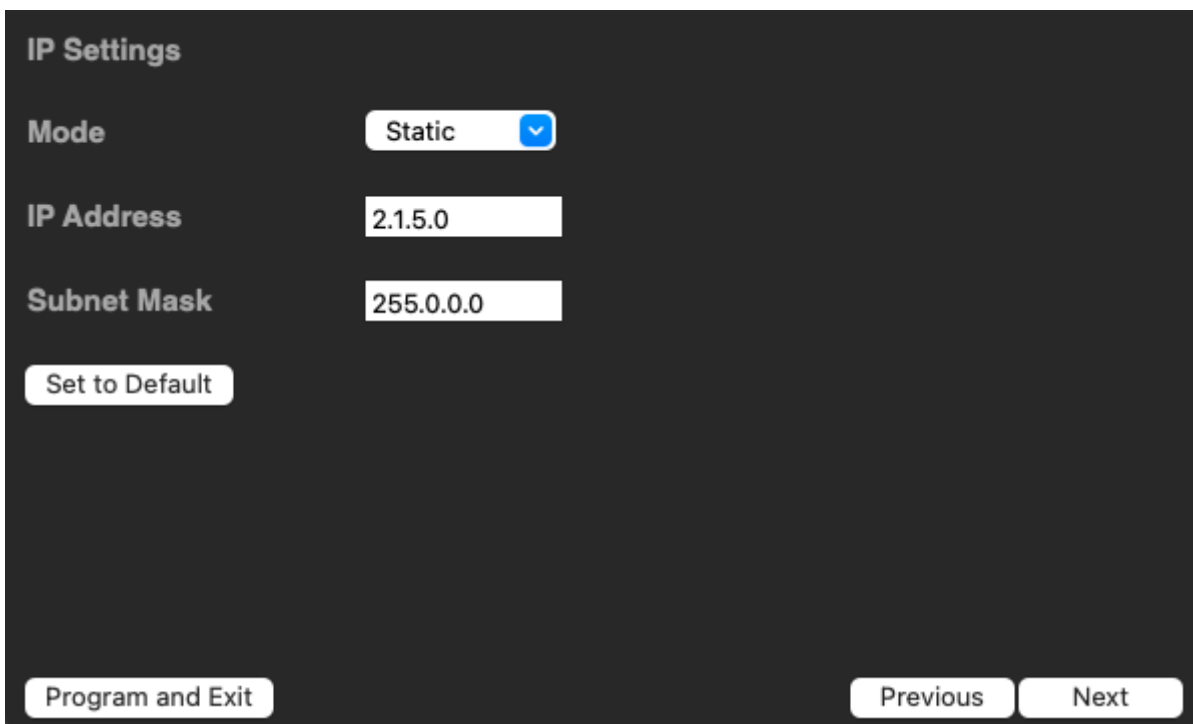 IP Settings
Mode Static
IP Address 2.1.5.0
Subnet Mask 255.0.0.0
Set to Default
Program and Exit Previous Next